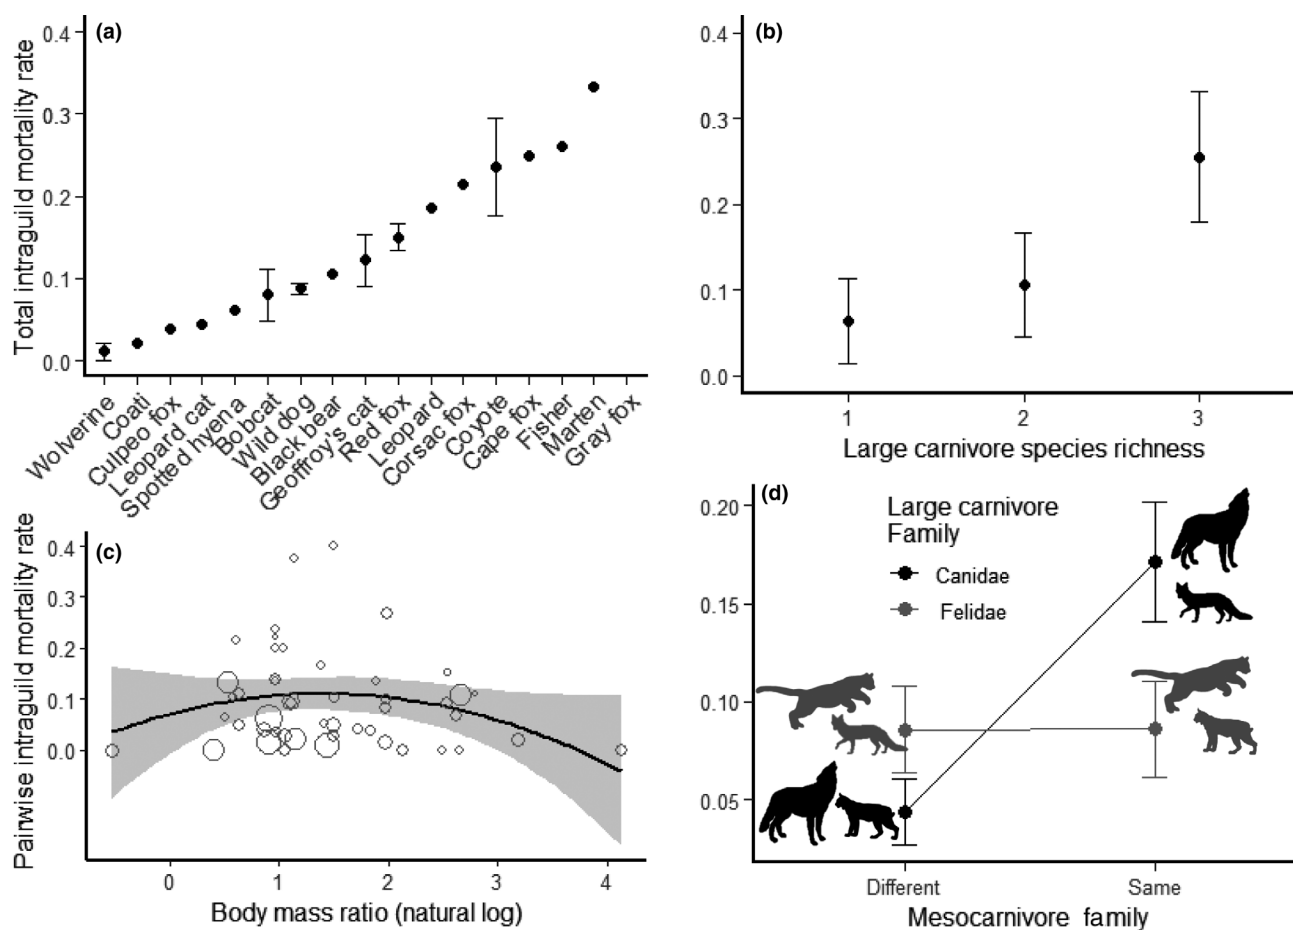 (a)
Total intraguild mortality rate
0.4
0.3
0.2
0.1
0.0
Wolverine
Coati
Culpeo fox
Leopard cat
Spotted hyena
Bobcat
Wild dog
Black bear
Geoffroy's cat
Red fox
Leopard
Corsac fox
Coyote
Cape fox
Fisher
Marten
Gray fox
(b)
0.4
0.3
0.2
0.1
0.0
1 2 3
Large carnivore species richness
(c)
Pairwise intraguild mortality rate
0.4
0.3
0.2
0.1
0.0
0 1 2 3 4
Body mass ratio (natural log)
(d)
0.20
0.15
0.10
0.05
Large carnivore
Family
Canidae
Felidae
Different Same
Mesocarnivore family